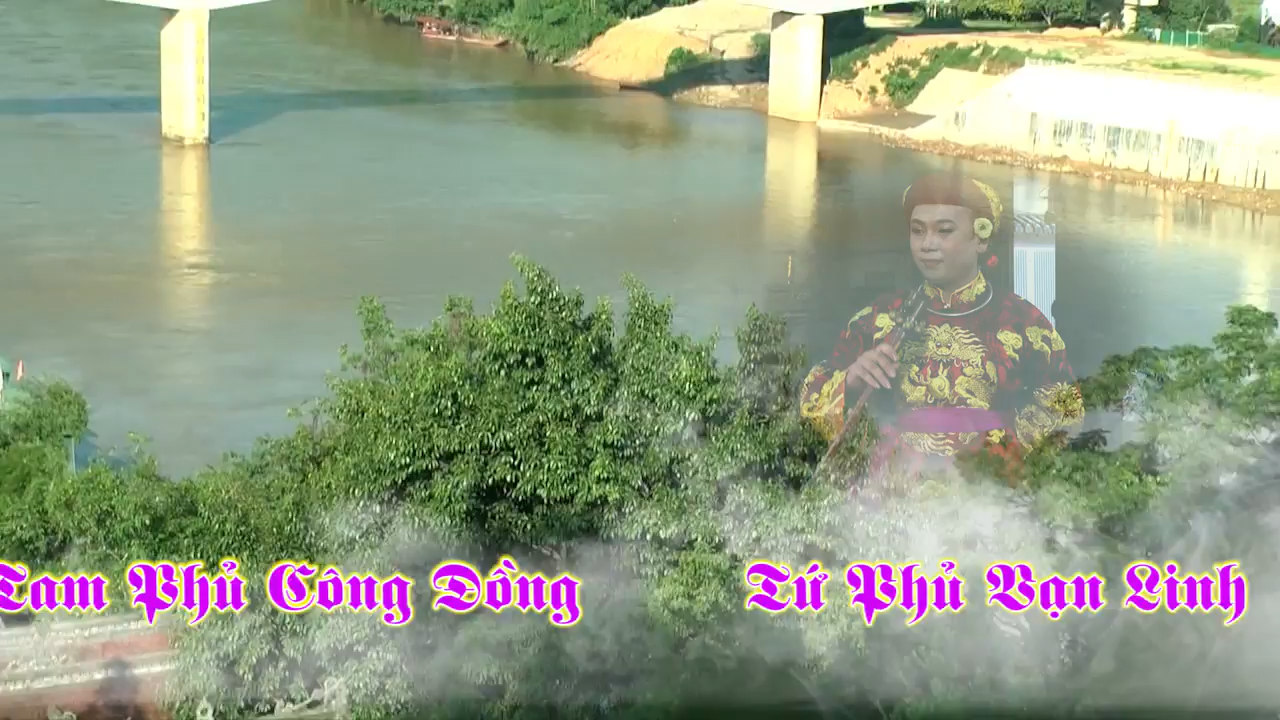 Tam Phủ Công Đồng
Tứ Phủ Vạn Linh